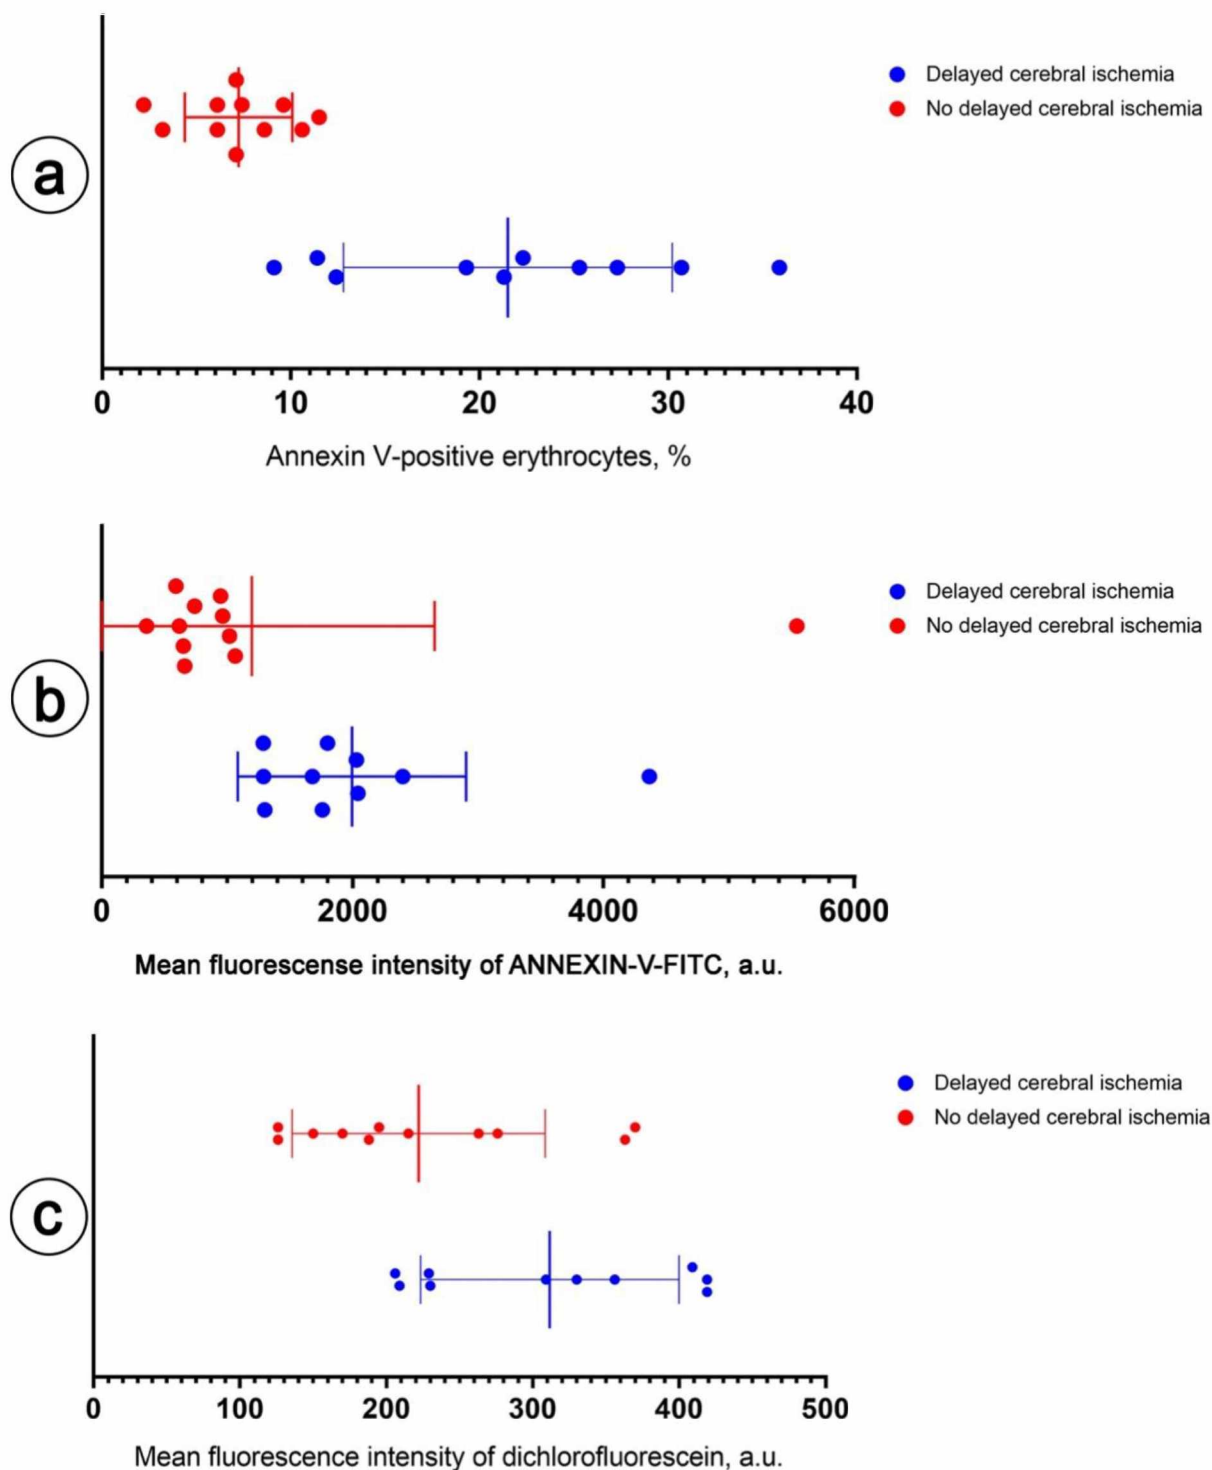 a
Delayed cerebral ischemia
No delayed cerebral ischemia
0 10 20 30 40
Annexin V-positive erythrocytes, %
b
Delayed cerebral ischemia
No delayed cerebral ischemia
0 2000 4000 6000
Mean fluorescense intensity of ANNEXIN-V-FITC, a.u.
c
Delayed cerebral ischemia
No delayed cerebral ischemia
0 100 200 300 400 500
Mean fluorescence intensity of dichlorofluorescein, a.u.